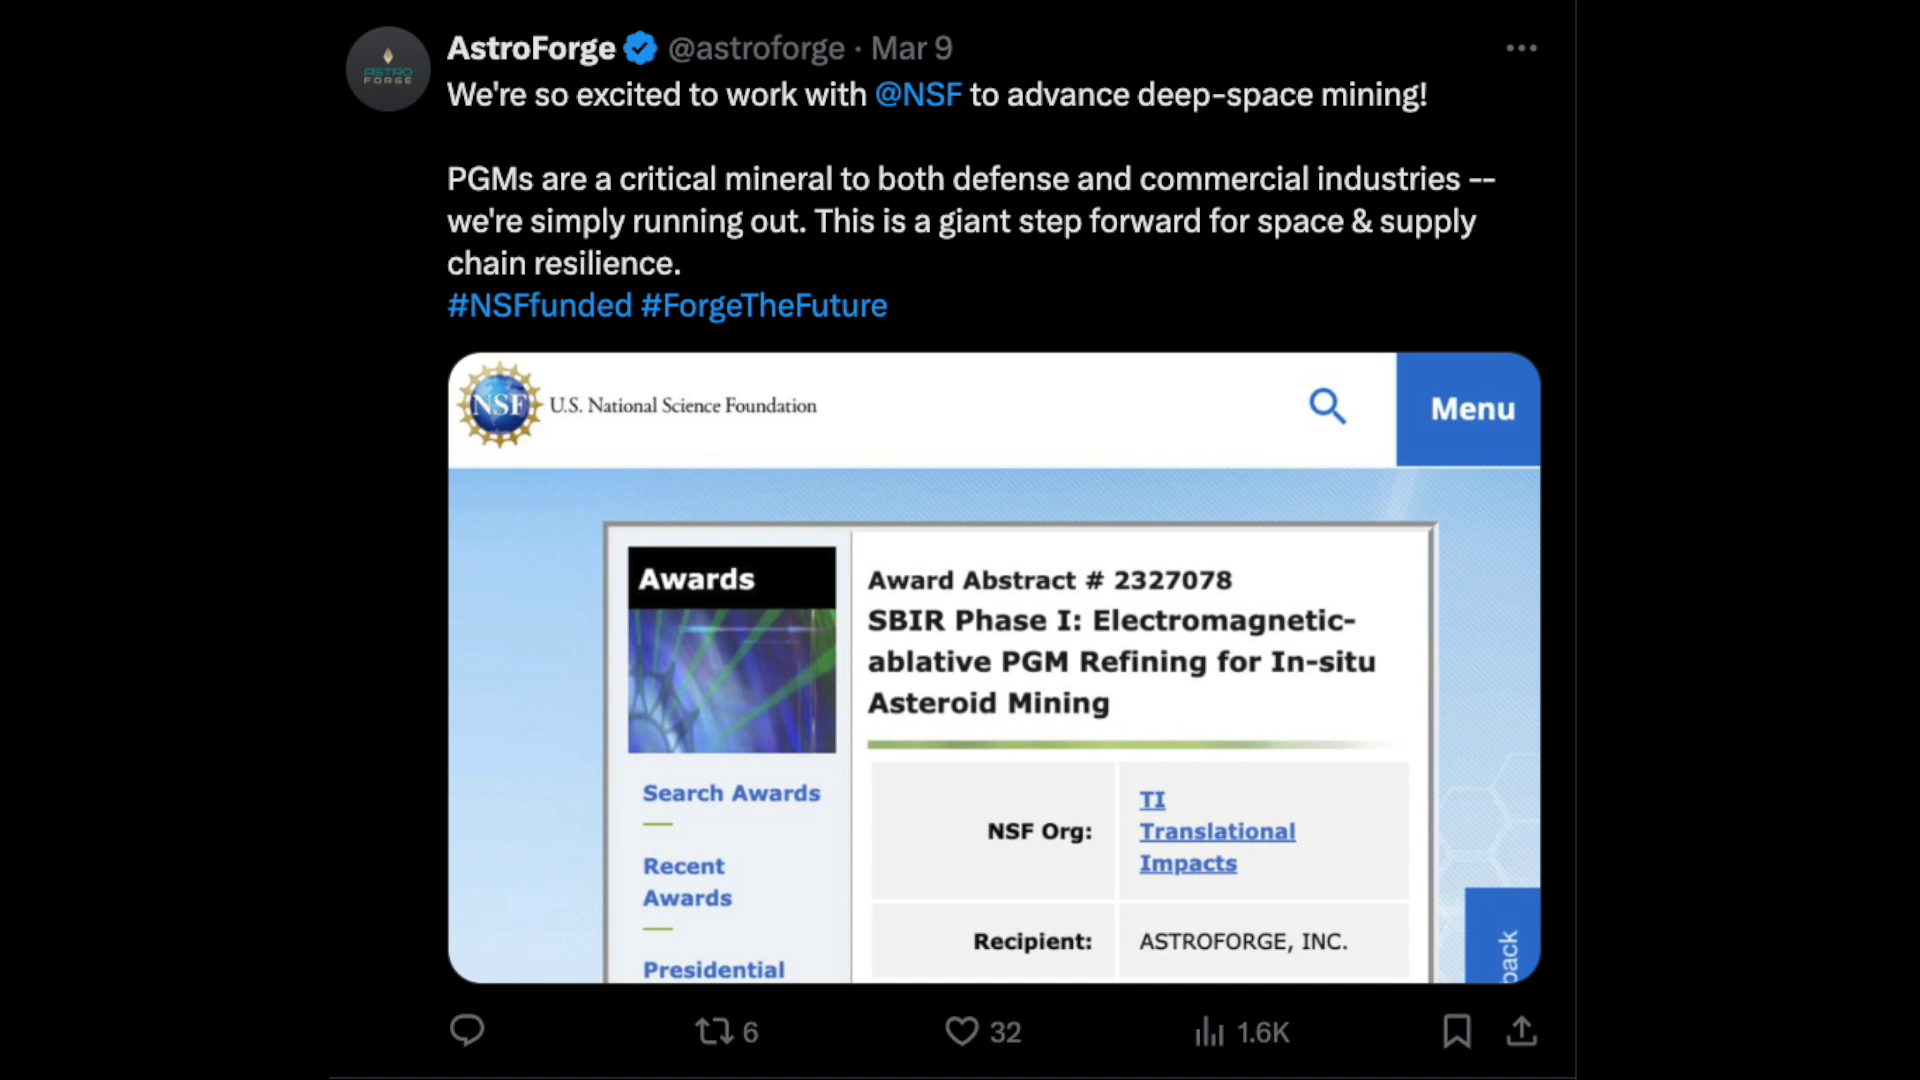 AstroForge @astroforge · Mar 9
We're so excited to work with @NSF to advance deep-space mining!
PGMs are a critical mineral to both defense and commercial industries --
we're simply running out. This is a giant step forward for space & supply
chain resilience.
#NSFfunded #ForgeTheFuture
ASTRO
FORGE
NSF
U.S. National Science Foundation
Menu
Awards
Search Awards
Recent
Awards
Presidential
Award Abstract # 2327078
SBIR Phase I: Electromagnetic-
ablative PGM Refining for In-situ
Asteroid Mining
NSF Org:
TI
Translational
Impacts
Recipient:
ASTROFORGE, INC.
back
6
32
1.6K